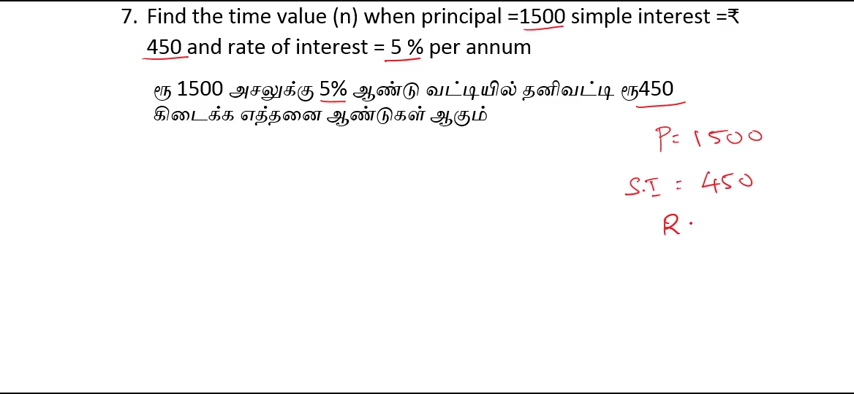 7. Find the time value (n) when principal =1500 simple interest =₹
450 and rate of interest = 5 % per annum
ரூ 1500 அசலுக்கு 5% ஆண்டு வட்டியில் தனிவட்டி ரூ450
கிடைக்க எத்தனை ஆண்டுகள் ஆகும்
P= 1500
S.I = 450
R .